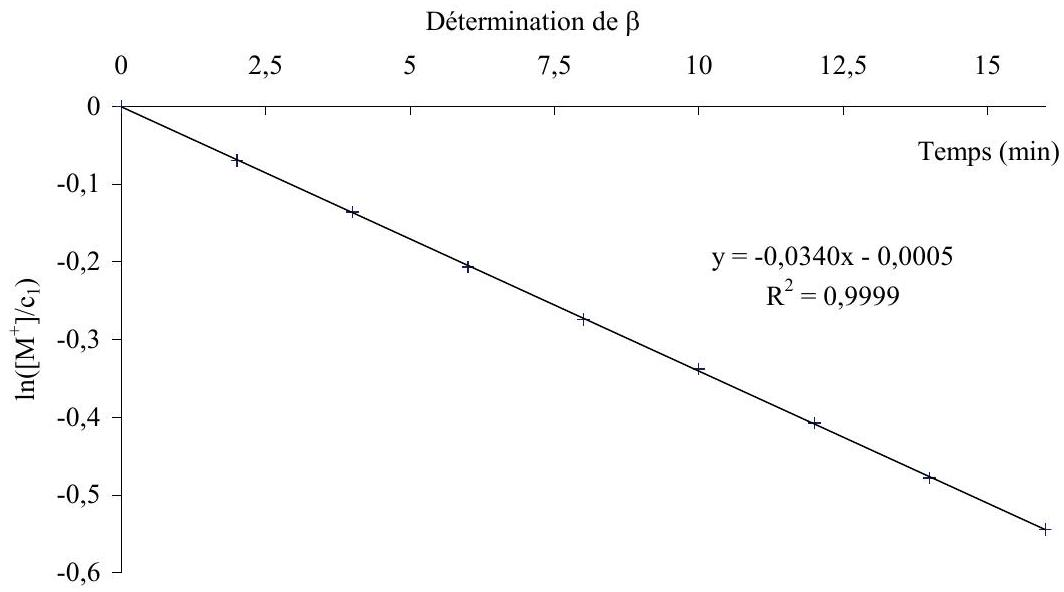 Détermination de β
0 2,5 5 7,5 10 12,5 15
0
Temps (min)
-0,1
-0,2
y = -0,0340x - 0,0005
R² = 0,9999
-0,3
-0,4
-0,5
-0,6
ln([M⁺]/c₁)